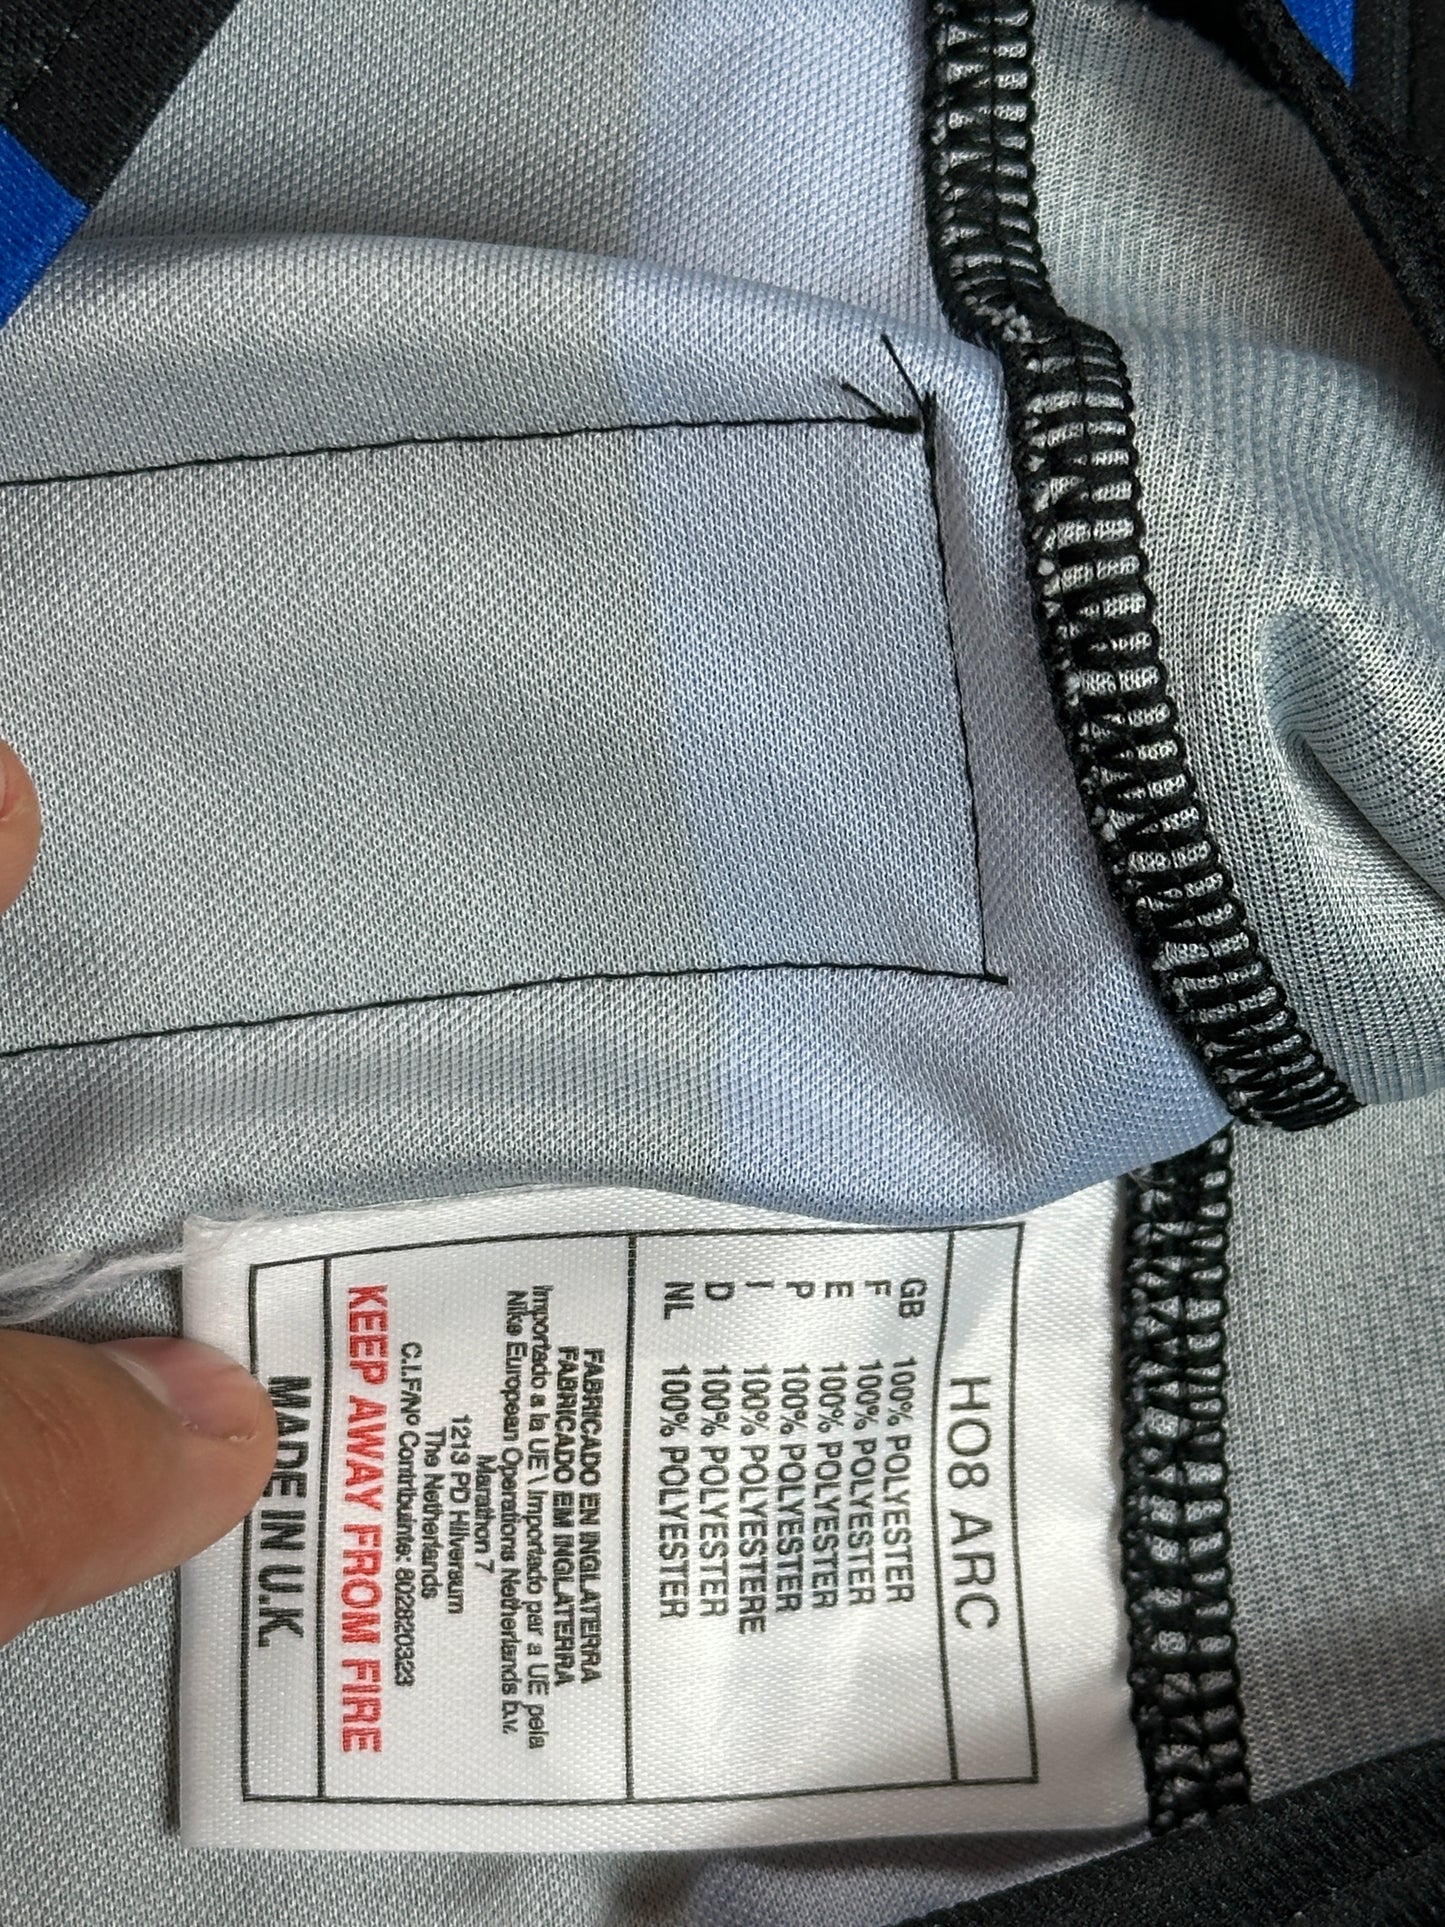 HO8 ARC
GB 100% POLYESTER
F 100% POLYESTER
E 100% POLYESTER
P 100% POLYESTER
I 100% POLYESTERE
D 100% POLYESTER
NL 100% POLYESTER
FABRICADO EN INGLATERRA
FABRICADO EM INGLATERRA
Importado a la UE \ Importado par a UE pela
Nike European Operations Netherlands b.v.
Marathon 7
1213 PD Hilversum
The Netherlands
C.I.F/Nº Contribuinte: 802820323
KEEP AWAY FROM FIRE
MADE IN U.K.